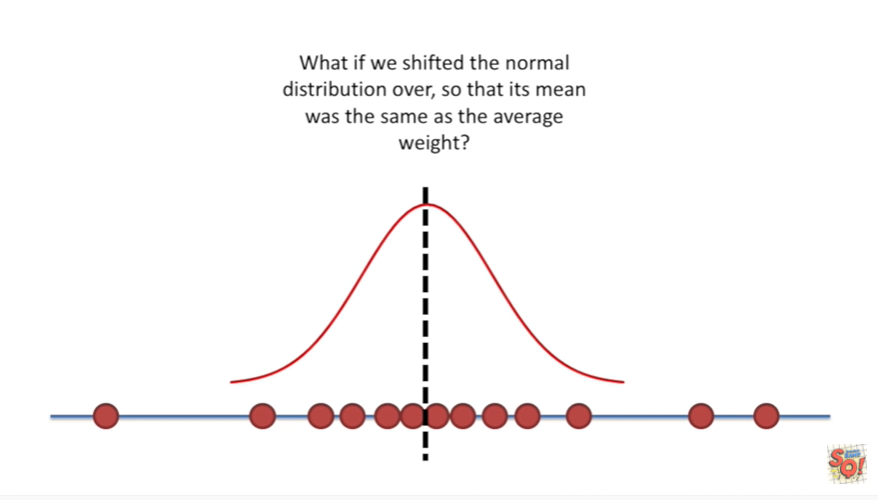 What if we shifted the normal
distribution over, so that its mean
was the same as the average
weight?
SO!